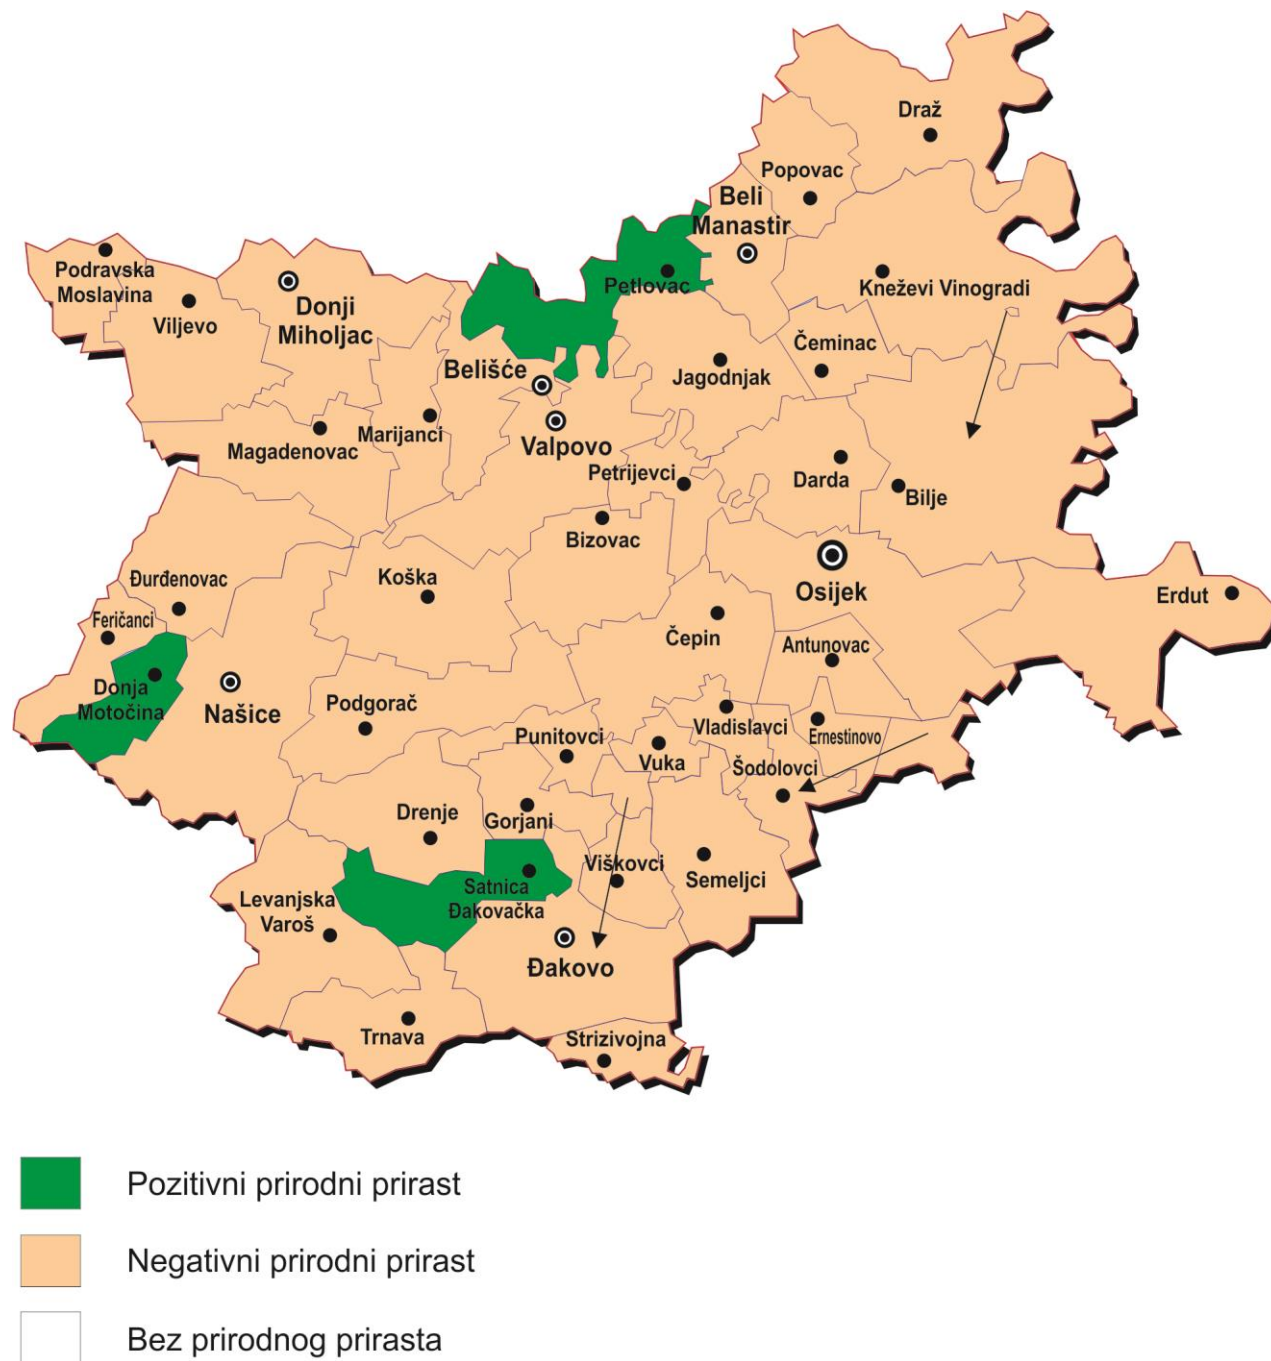 Draž
Popovac
Beli
Manastir
Podravska
Moslavina
Viljevo
Donji
Miholjac
Petlovac
Kneževi Vinogradi
Čeminac
Belišće
Jagodnjak
Magadenovac
Marijanci
Valpovo
Petrijevci
Darda
Bilje
Bizovac
Đurđenovac
Koška
Osijek
Erdut
Feričanci
Čepin
Antunovac
Donja
Motočina
Našice
Podgorač
Punitovci
Vuka
Vladislavci
Ernestinovo
Šodolovci
Drenje
Gorjani
Viškovci
Semeljci
Levanjska
Varoš
Satnica
Đakovačka
Đakovo
Trnava
Strizivojna
Pozitivni prirodni prirast
Negativni prirodni prirast
Bez prirodnog prirasta